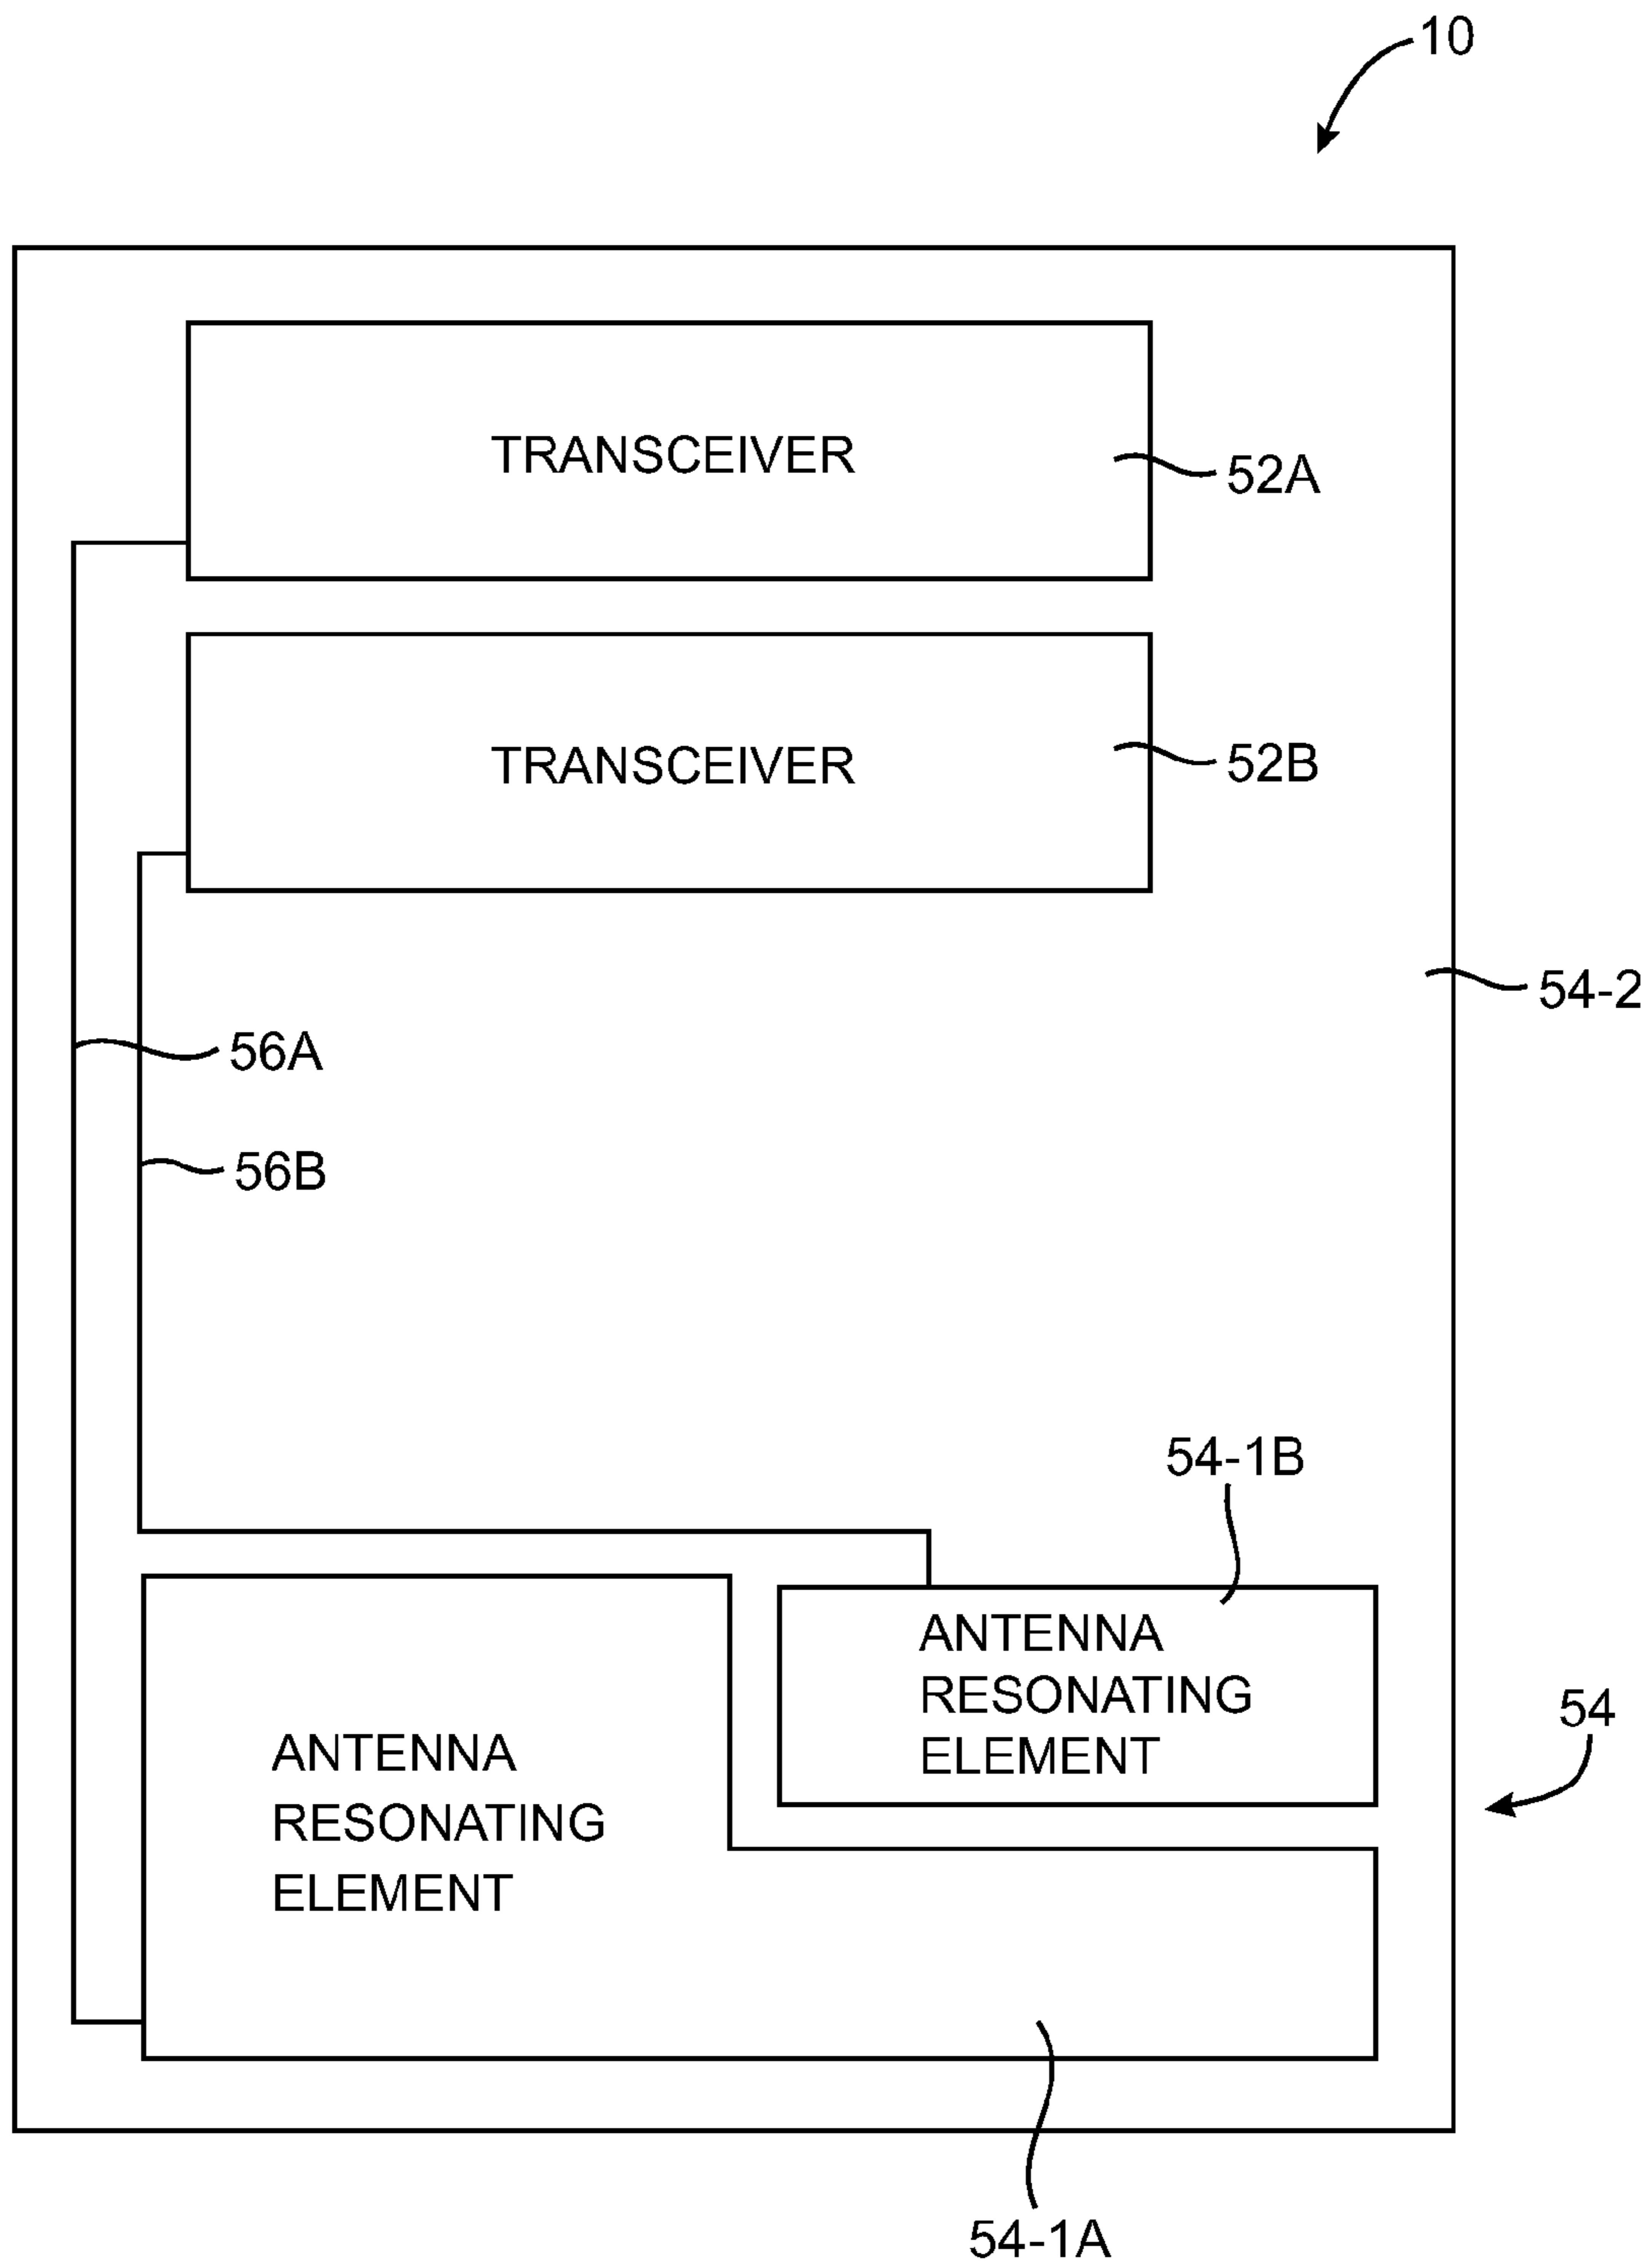 10
TRANSCEIVER
52A
TRANSCEIVER
52B
54-2
56A
56B
54-1B
ANTENNA
RESONATING
ELEMENT
54
ANTENNA
RESONATING
ELEMENT
54-1A